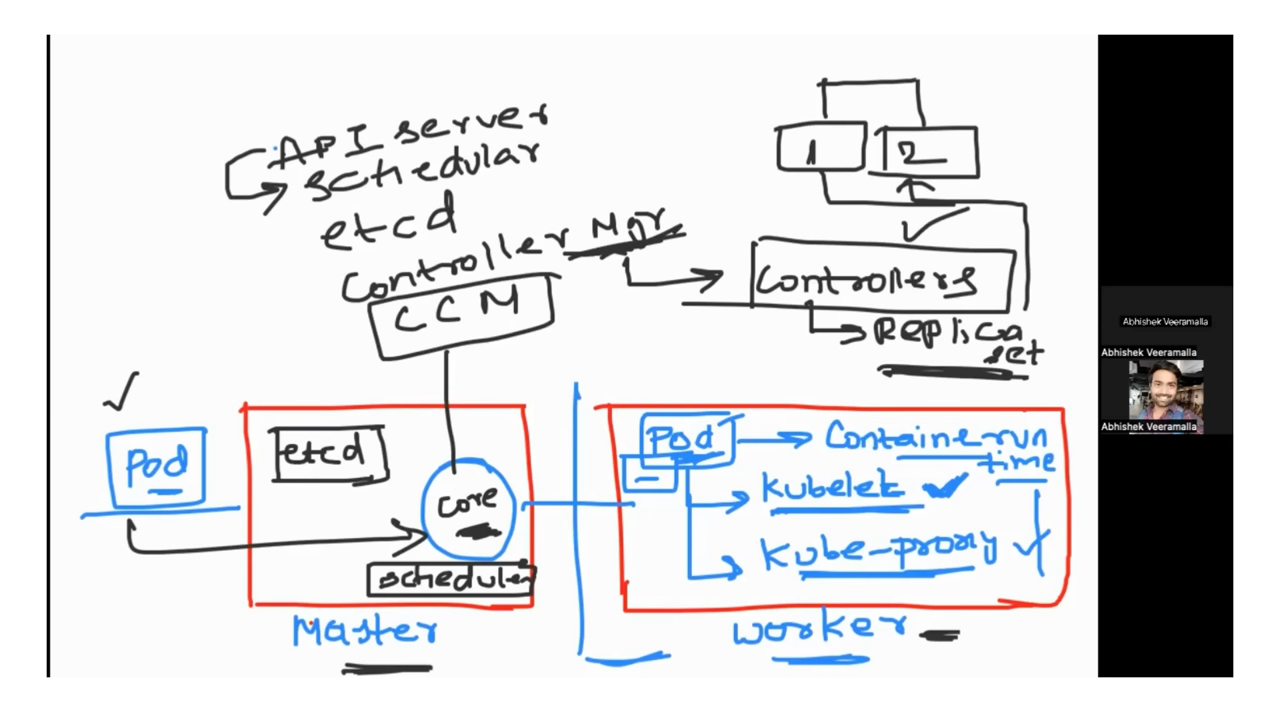 API server
schedular
etcd
Controller Mgr
CCM
1
2
Controllers
Replica
set
Pod
etcd
core
scheduler
Master
Pod
Container run
time
Kubelet
Kube-proxy
worker
Abhishek Veeramalla
Abhishek Veeramalla
Abhishek Veeramalla